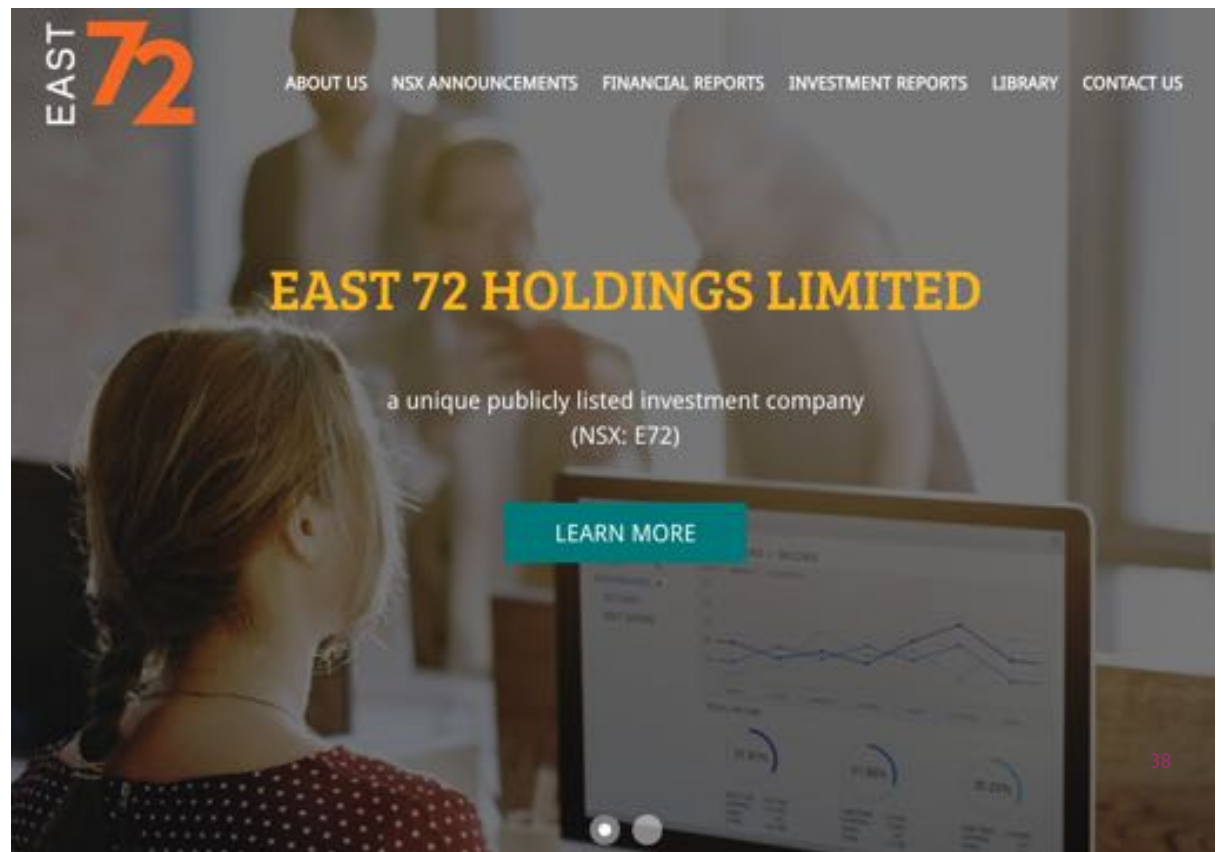 EAST
72
ABOUT US NSX ANNOUNCEMENTS FINANCIAL REPORTS INVESTMENT REPORTS LIBRARY CONTACT US
EAST 72 HOLDINGS LIMITED
a unique publicly listed investment company
(NSX: E72)
LEARN MORE
38